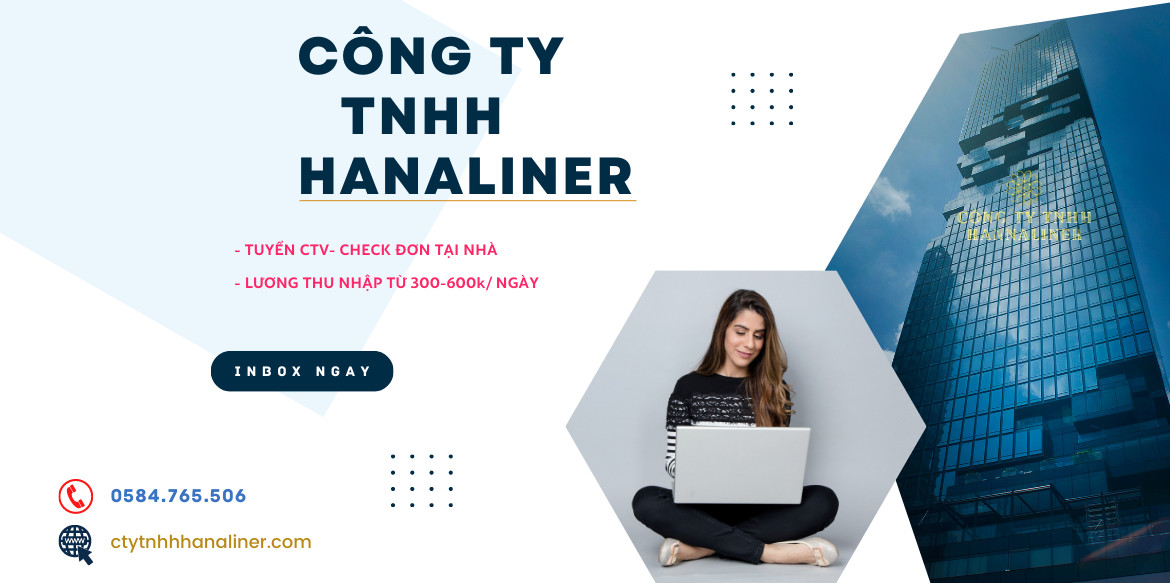 CÔNG TY
TNHH
HANALINER
- TUYỂN CTV- CHECK ĐƠN TẠI NHÀ
- LƯƠNG THU NHẬP TỪ 300-600k/ NGÀY
INBOX NGAY
0584.765.506
ctytnhhhanaliner.com
CÔNG TY TNHH
HANNALINER